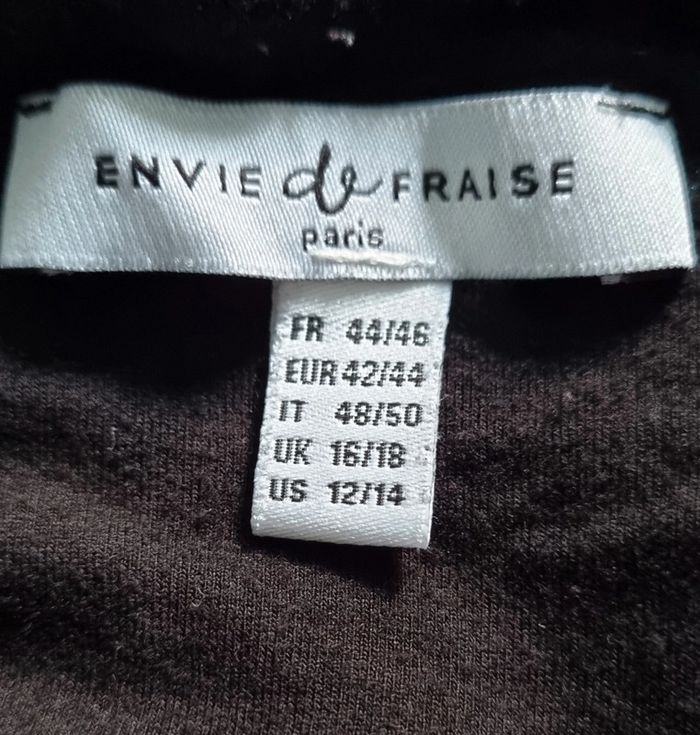 ENVIE de FRAISE
paris
FR 44/46
EUR 42/44
IT 48/50
UK 16/18
US 12/14